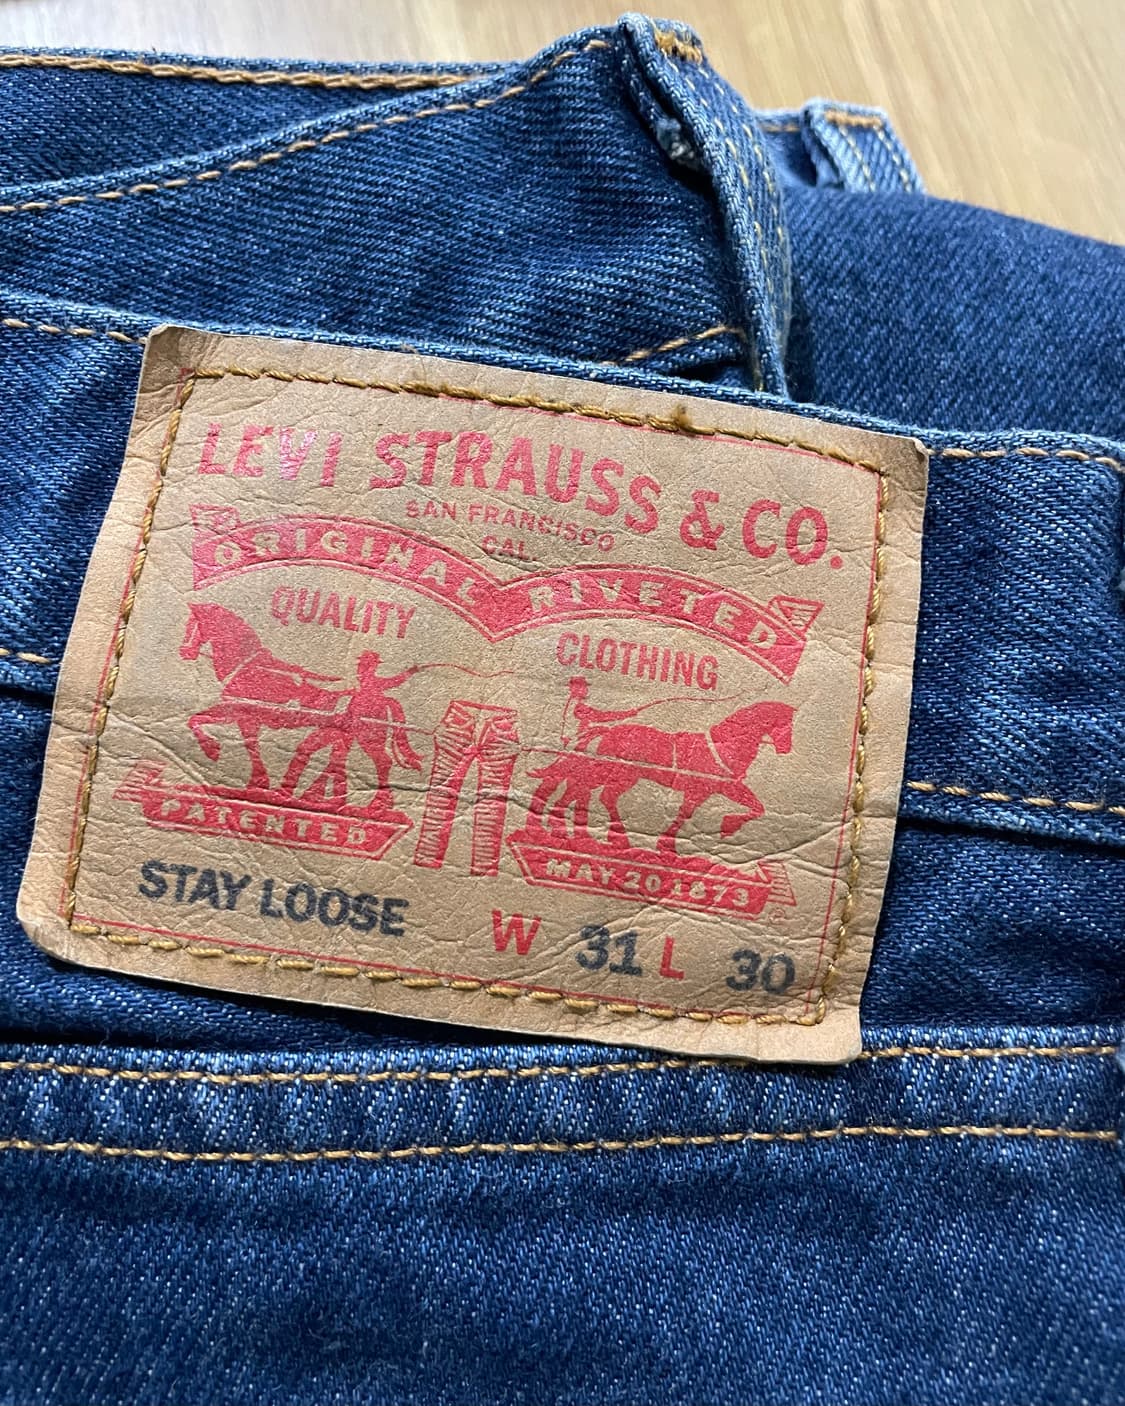 LEVI STRAUSS & CO.
SAN FRANCISCO
CAL.
ORIGINAL RIVETED
QUALITY CLOTHING
PATENTED MAY 20 1873
®
STAY LOOSE W 31 L 30